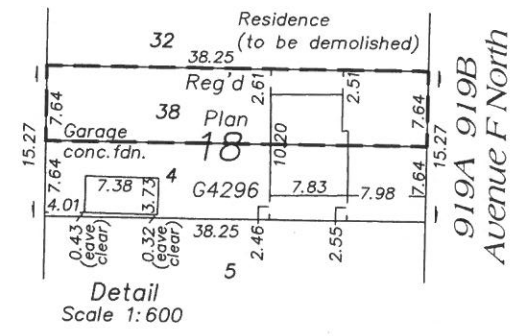 Residence
(to be demolished)
32
38.25
Reg'd
2.61
2.51
7.64
38
Plan
7.64
15.27
Garage
conc.fdn.
18
10.20
15.27
7.64
7.38
3.73
4
G4296
7.83
7.98
7.64
4.01
0.43
(eave
clear)
0.32
(eave
clear)
38.25
2.46
2.55
5
919A 919B
Avenue F North
Detail
Scale 1:600